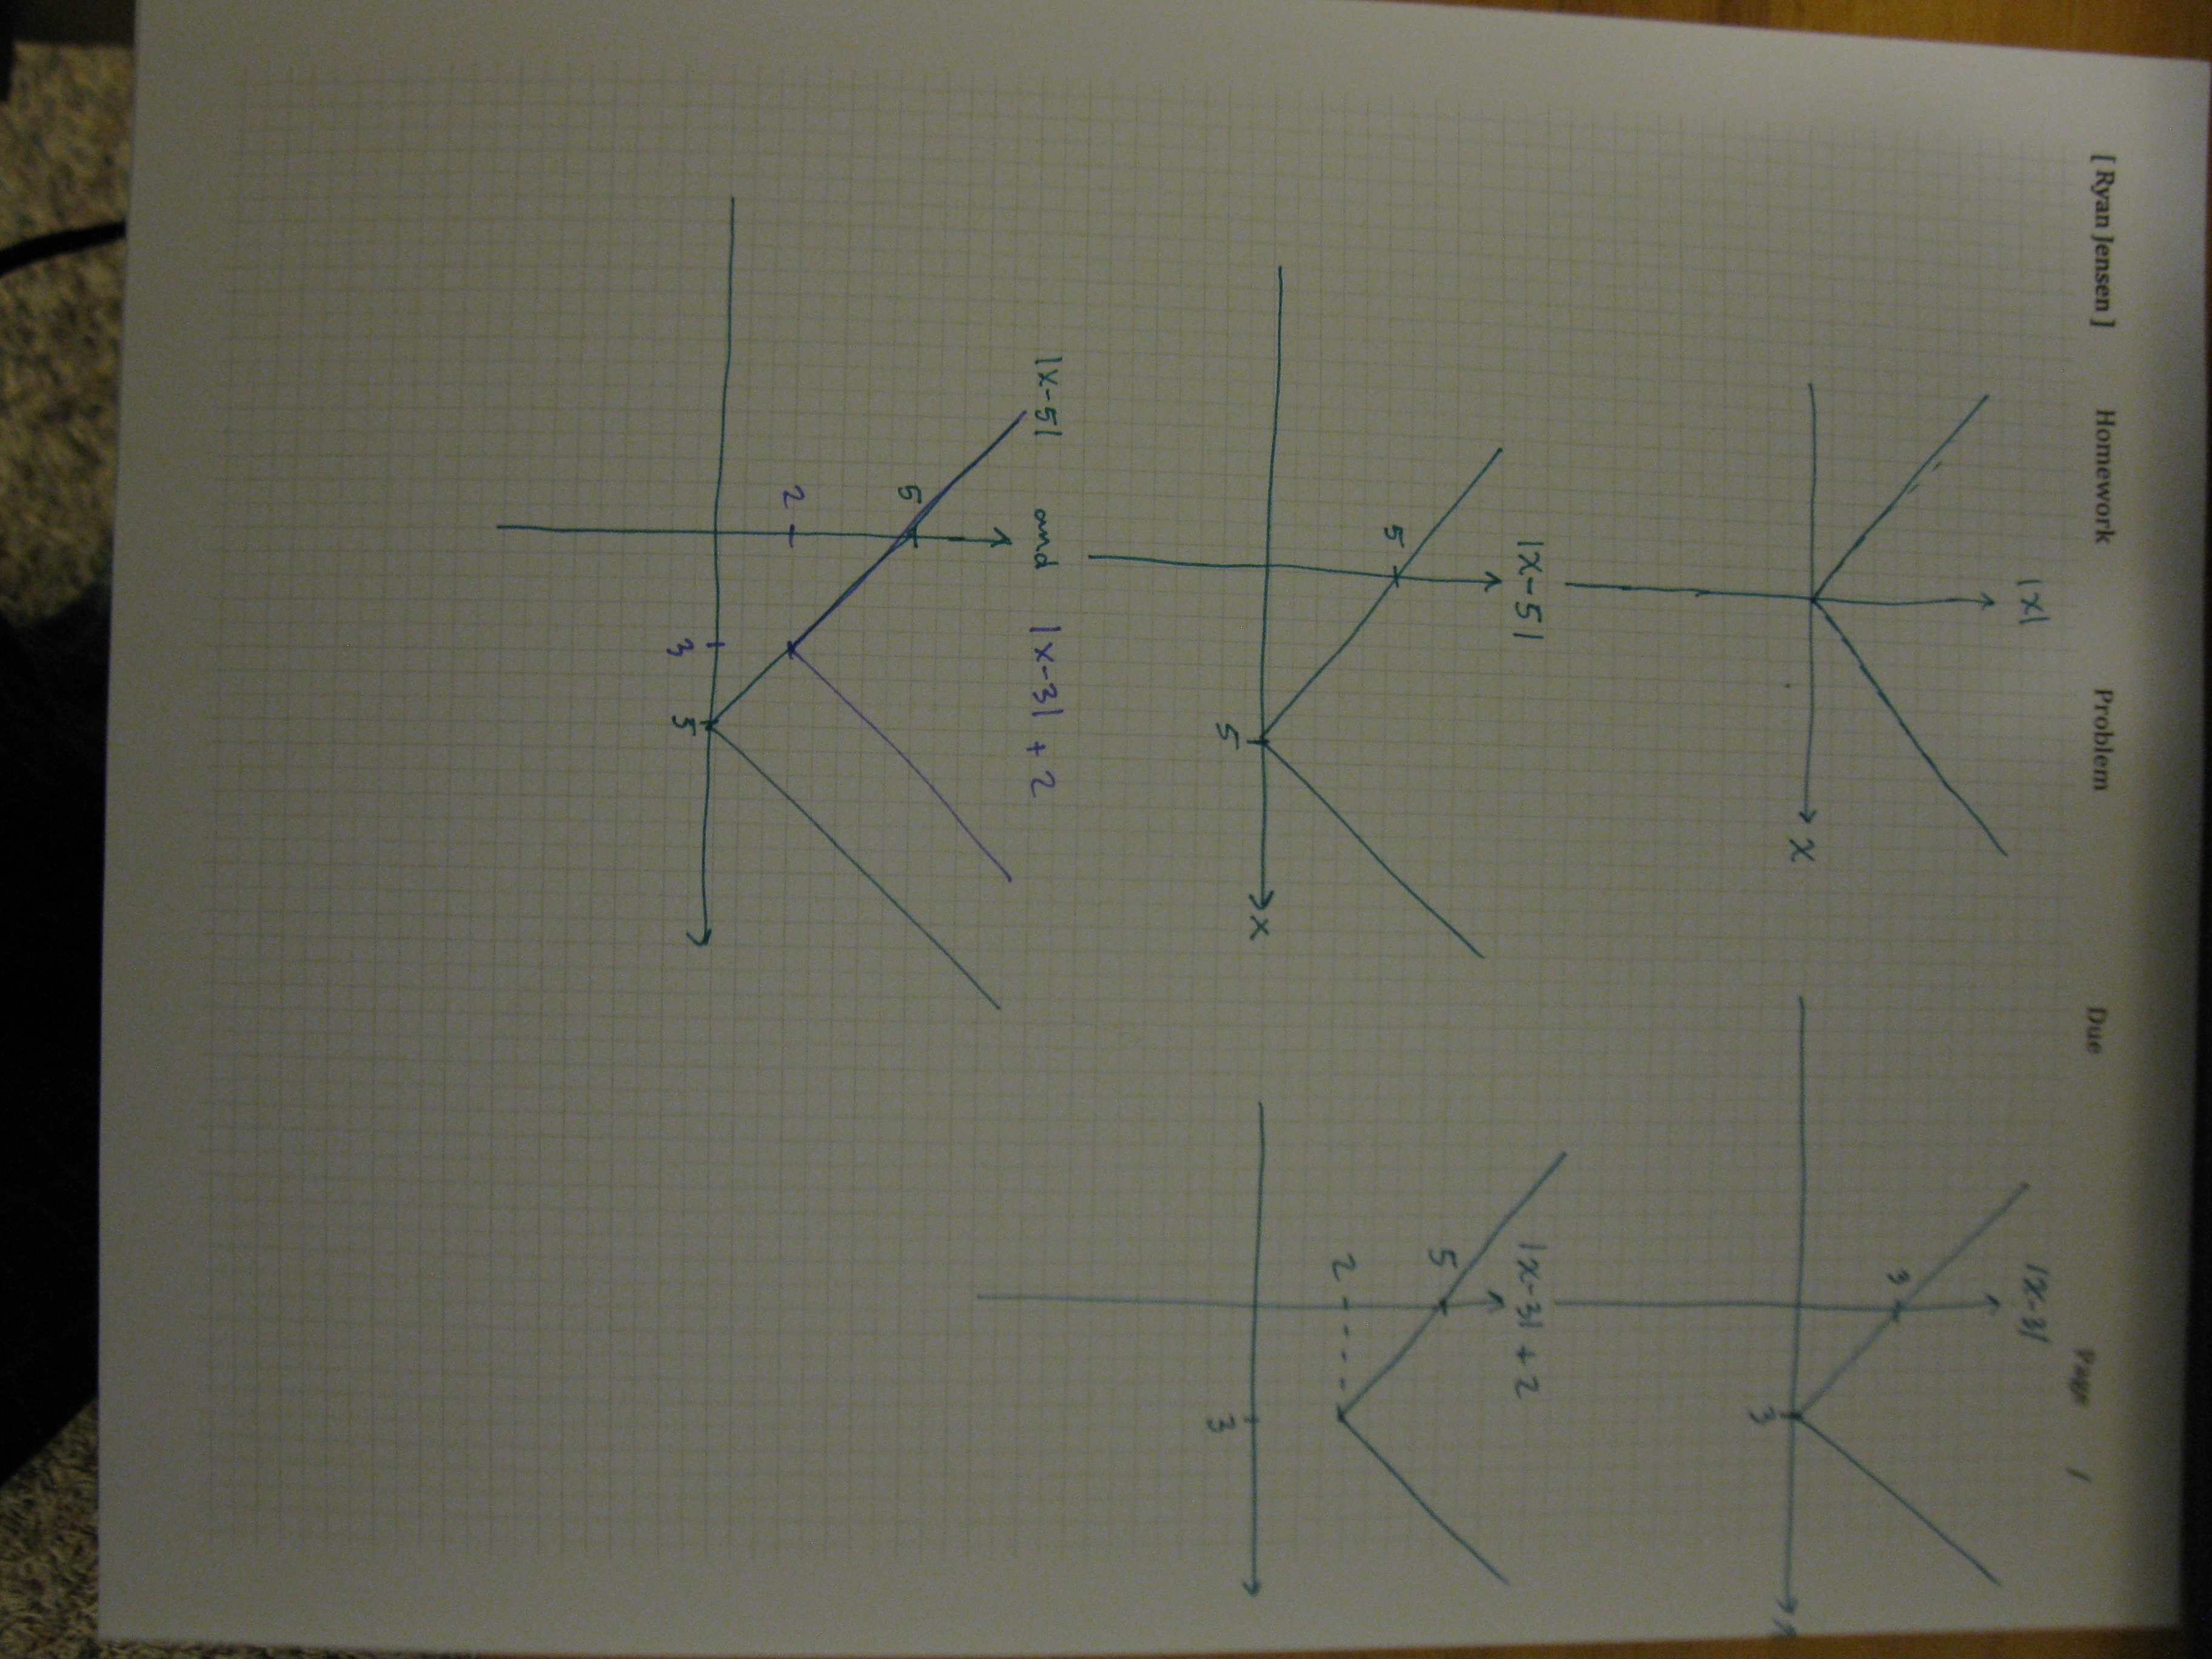 [ Ryan Jensen ] Homework Problem Due Page 1
|x| |x-3|
3
x
3
|x-5| |x-3| + 2
5
5
2
x
5
3
|x-5| and |x-3| + 2
5
2
3 5